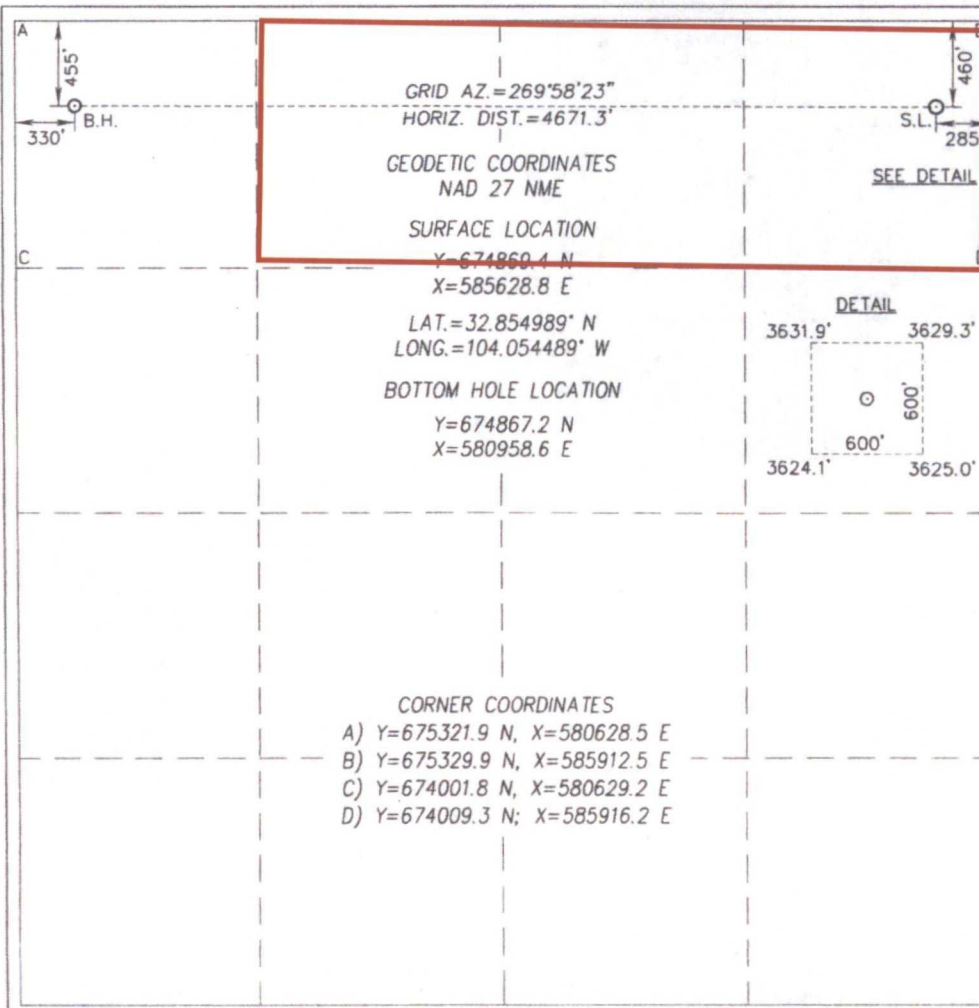 A
455'
460'
GRID AZ.=269°58'23"
HORIZ. DIST.=4671.3'
B.H.
S.L.
330'
285
GEODETIC COORDINATES
NAD 27 NME
SEE DETAIL
SURFACE LOCATION
Y=674869.4 N
X=585628.8 E
C
LAT.=32.854989° N
LONG.=104.054489° W
DETAIL
3631.9' 3629.3'
600'
600'
3624.1' 3625.0'
BOTTOM HOLE LOCATION
Y=674867.2 N
X=580958.6 E
CORNER COORDINATES
A) Y=675321.9 N, X=580628.5 E
B) Y=675329.9 N, X=585912.5 E
C) Y=674001.8 N, X=580629.2 E
D) Y=674009.3 N; X=585916.2 E